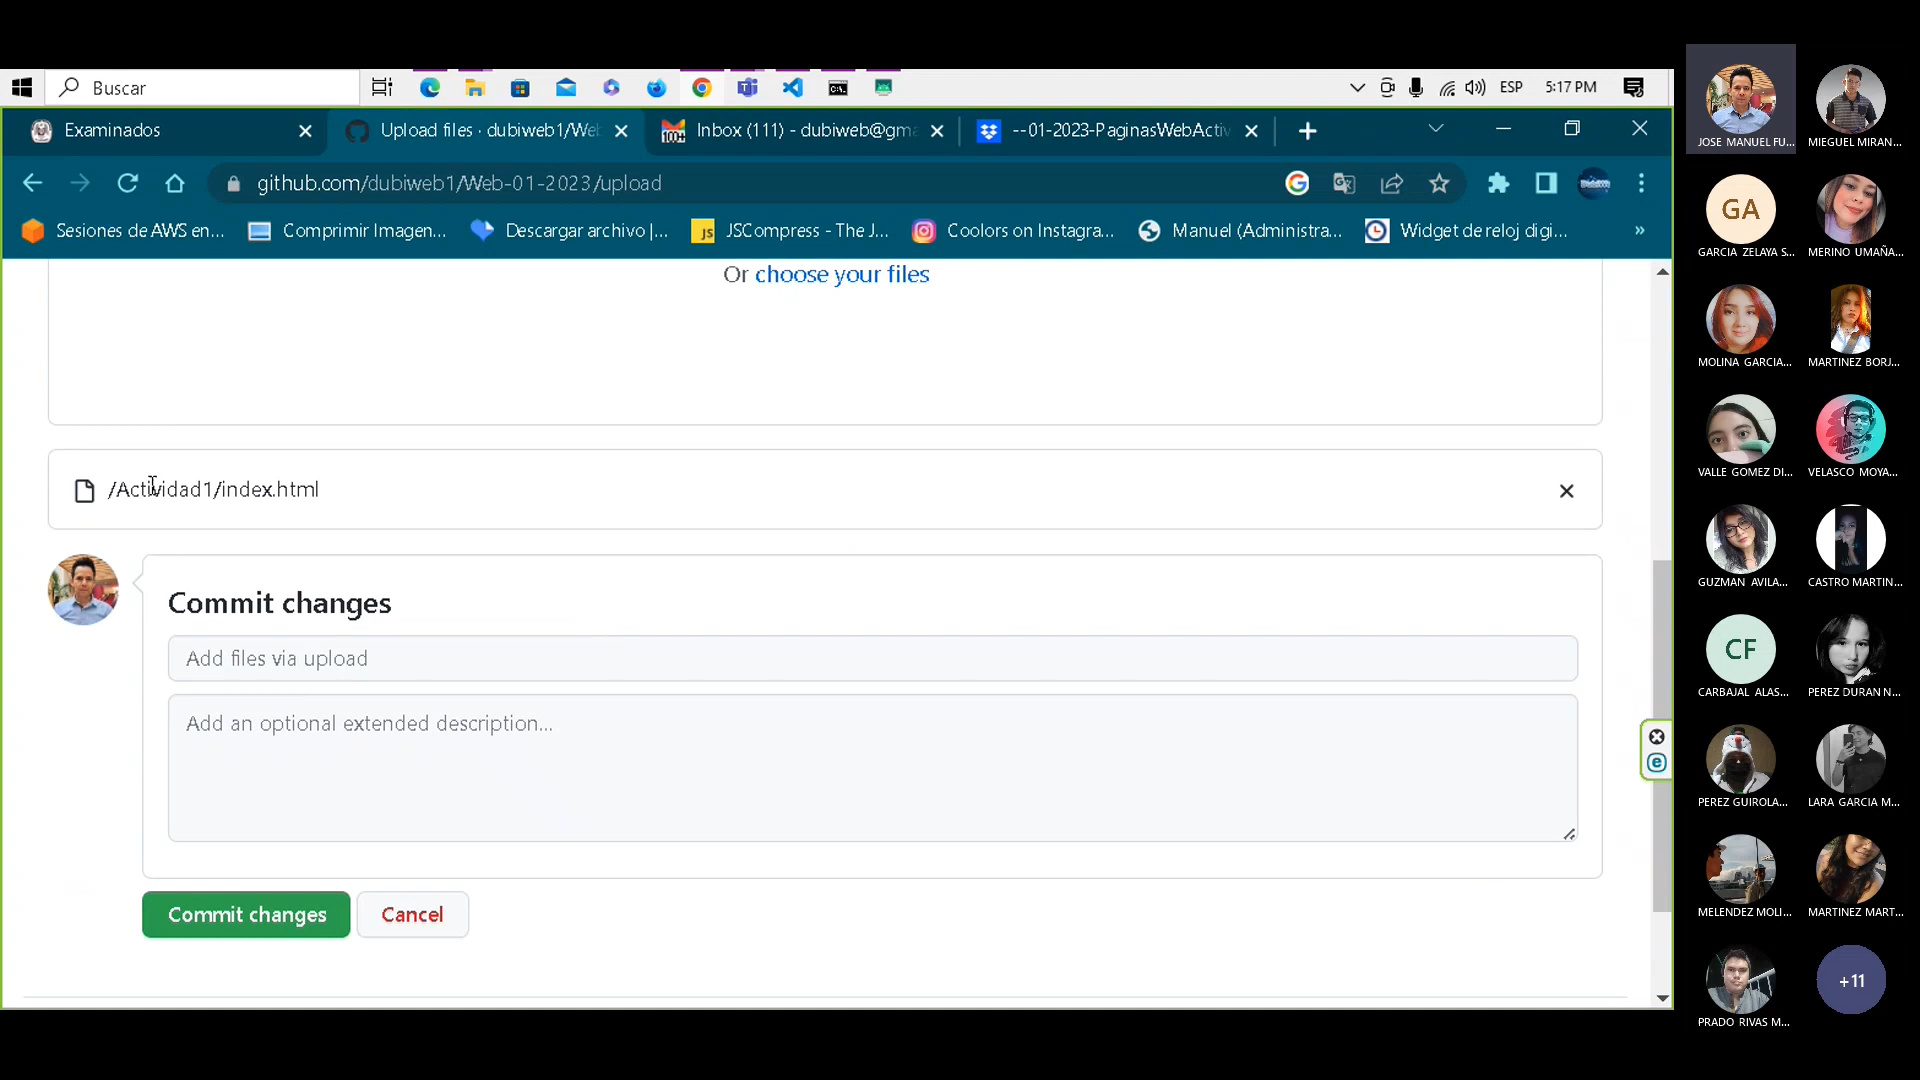 Buscar
ESP
5:17 PM
Examinados
Upload files · dubiweb1/We
Inbox (111) - dubiweb@gma
--01-2023-PaginasWebActiv
github.com/dubiweb1/Web-01-2023/upload
Sesiones de AWS en...
Comprimir Imagen...
Descargar archivo |...
JS
JSCompress - The J...
Coolors on Instagra...
Manuel (Administra...
Widget de reloj digi...
»
Or choose your files
/Actividad1/index.html
Commit changes
Add files via upload
Add an optional extended description...
Commit changes
Cancel
JOSE MANUEL FU...
MIEGUEL MIRAN...
GA
GARCIA ZELAYA S...
MERINO UMAÑA...
MOLINA GARCIA...
MARTINEZ BORJ...
VALLE GOMEZ DI...
VELASCO MOYA...
GUZMAN AVILA...
CASTRO MARTIN...
CF
CARBAJAL ALAS...
PEREZ DURAN N...
PEREZ GUIROLA...
LARA GARCIA M...
MELENDEZ MOLI...
MARTINEZ MART...
PRADO RIVAS M...
+11